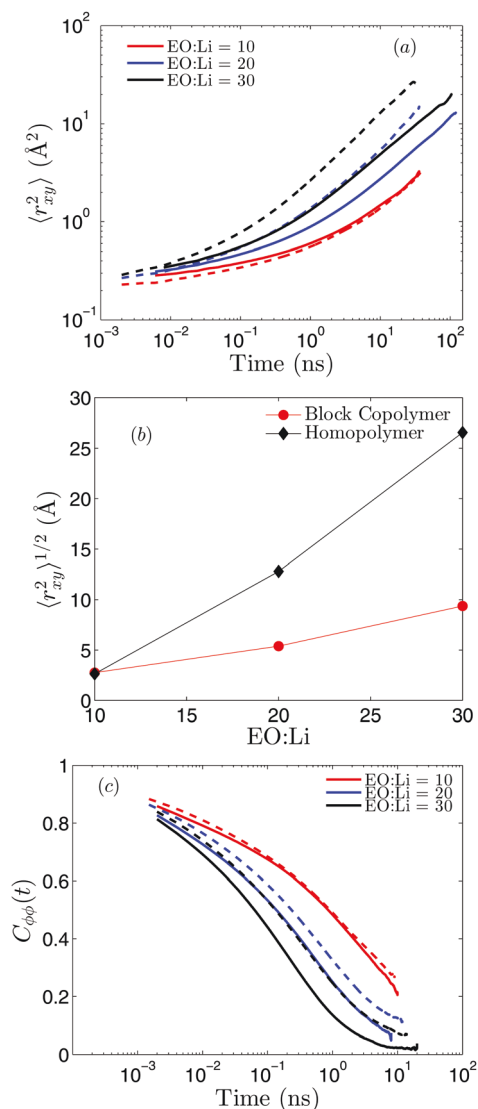 10²
EO:Li = 10
(a)
EO:Li = 20
EO:Li = 30
10¹
⟨r²xy⟩ (Å²)
10⁰
10⁻¹
10⁻³ 10⁻² 10⁻¹ 10⁰ 10¹ 10²
Time (ns)
30
Block Copolymer
(b)
Homopolymer
25
20
⟨r²xy⟩^1/2 (Å)
15
10
5
0
10 15 20 25 30
EO:Li
1
(c)
EO:Li = 10
EO:Li = 20
EO:Li = 30
0.8
0.6
Cϕϕ(t)
0.4
0.2
0
10⁻³ 10⁻² 10⁻¹ 10⁰ 10¹ 10²
Time (ns)